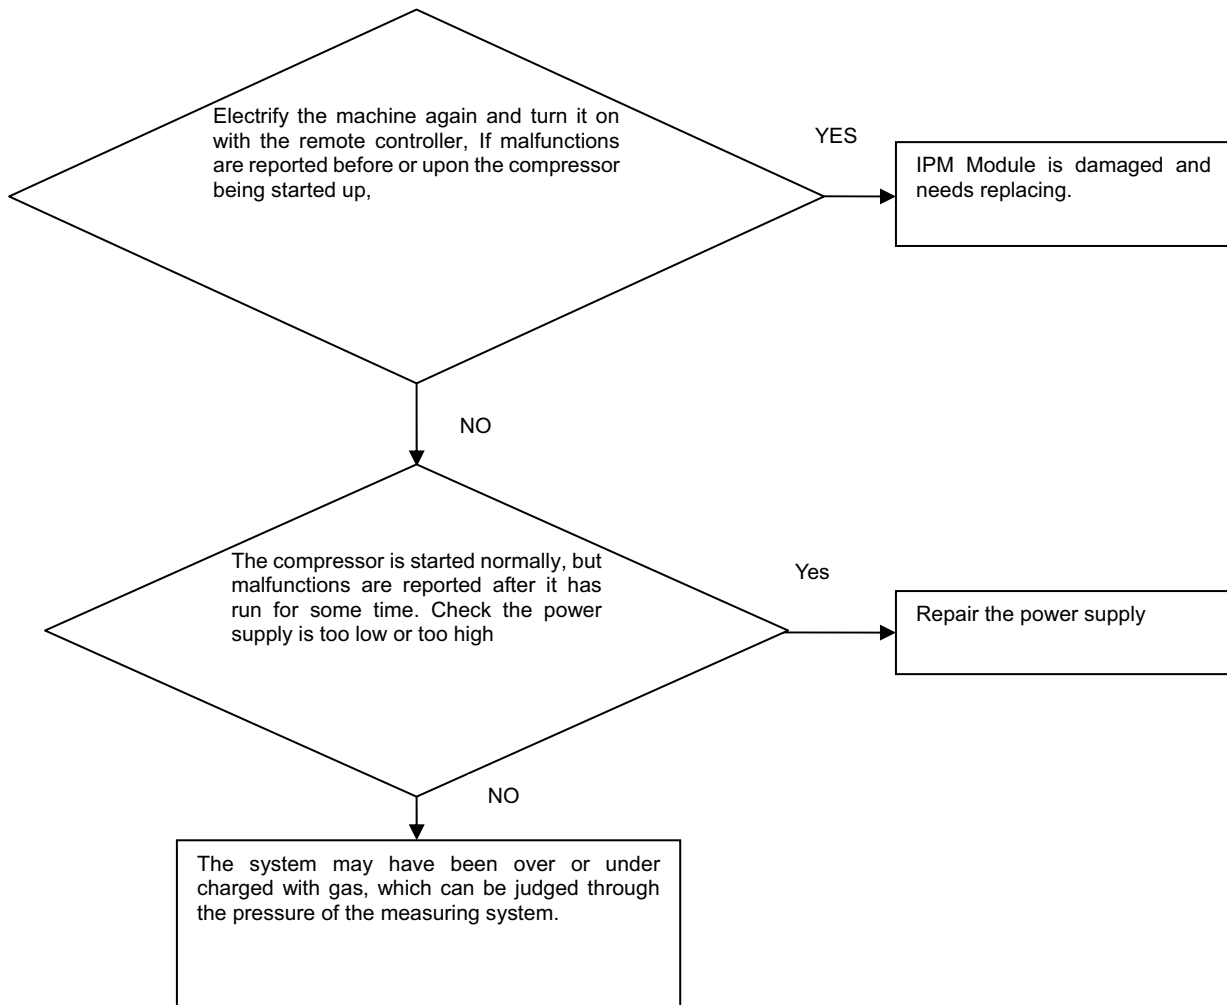 Electrify the machine again and turn it on
with the remote controller, If malfunctions
are reported before or upon the compressor
being started up,
YES
IPM Module is damaged and
needs replacing.
NO
The compressor is started normally, but
malfunctions are reported after it has
run for some time. Check the power
supply is too low or too high
Yes
Repair the power supply
NO
The system may have been over or under
charged with gas, which can be judged through
the pressure of the measuring system.